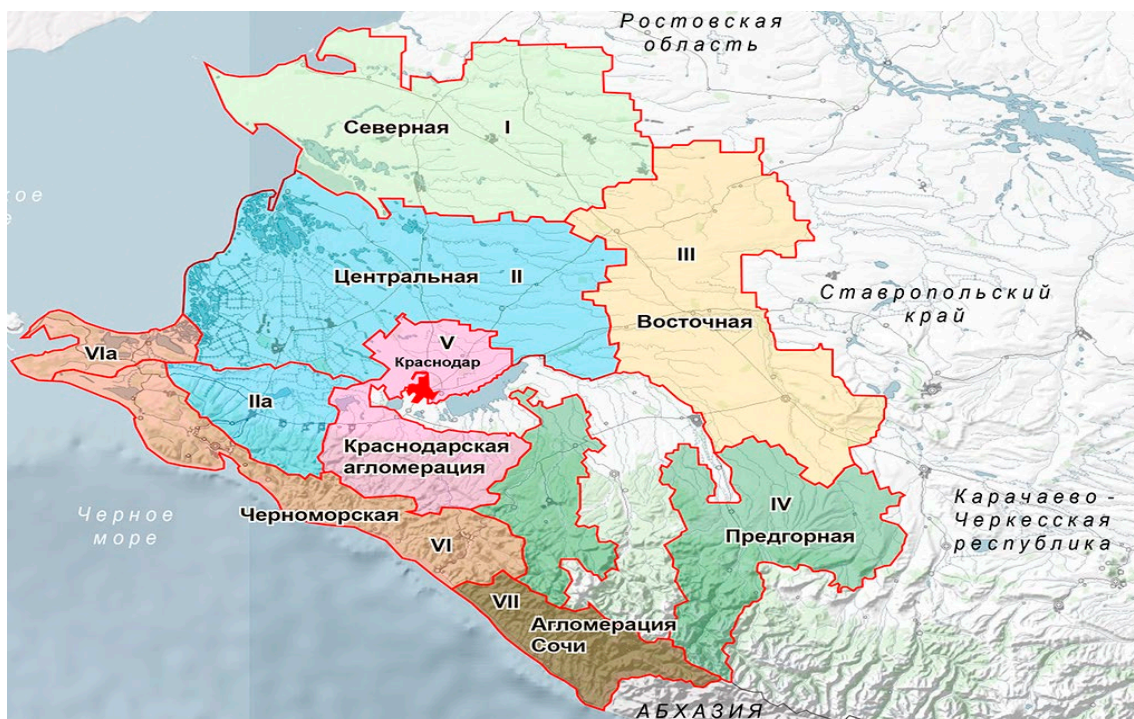 Ростовская
область
Северная I
III
Центральная II
Восточная
Ставропольский
край
V
Краснодар
VIa
IIa
Краснодарская
агломерация
Черноморская
VI
IV
Предгорная
Карачаево-
Черкесская
республика
Черное
море
VII
Агломерация
Сочи
АБХАЗИЯ